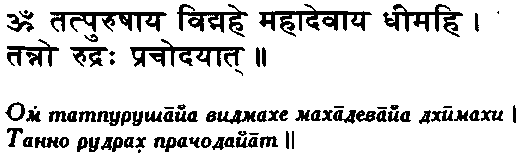 ॐ तत्पुरुषाय विद्महे महादेवाय धीमहि ।
तन्नो रुद्रः प्रचोदयात् ॥
Ом̇ татпурушāйа видмахе махāдевāйа дхӣмахи |
Танно рудрах̣ прачодайāт ||